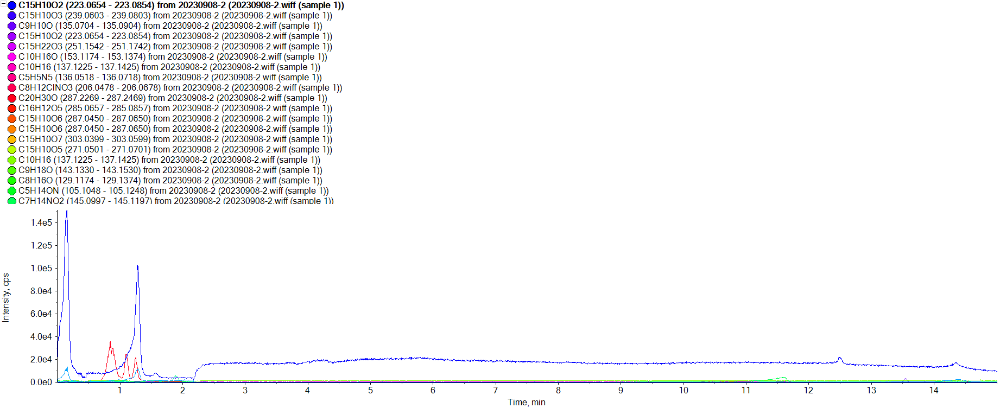 C15H10O2 (223.0654 - 223.0854) from 20230908-2 (20230908-2.wiff (sample 1))
C15H10O3 (239.0603 - 239.0803) from 20230908-2 (20230908-2.wiff (sample 1))
C9H10O (135.0704 - 135.0904) from 20230908-2 (20230908-2.wiff (sample 1))
C15H10O2 (223.0654 - 223.0854) from 20230908-2 (20230908-2.wiff (sample 1))
C15H22O3 (251.1542 - 251.1742) from 20230908-2 (20230908-2.wiff (sample 1))
C10H16O (153.1174 - 153.1374) from 20230908-2 (20230908-2.wiff (sample 1))
C10H16 (137.1225 - 137.1425) from 20230908-2 (20230908-2.wiff (sample 1))
C5H5N5 (136.0518 - 136.0718) from 20230908-2 (20230908-2.wiff (sample 1))
C8H12ClNO3 (206.0478 - 206.0678) from 20230908-2 (20230908-2.wiff (sample 1))
C20H30O (287.2269 - 287.2469) from 20230908-2 (20230908-2.wiff (sample 1))
C16H12O5 (285.0657 - 285.0857) from 20230908-2 (20230908-2.wiff (sample 1))
C15H10O6 (287.0450 - 287.0650) from 20230908-2 (20230908-2.wiff (sample 1))
C15H10O6 (287.0450 - 287.0650) from 20230908-2 (20230908-2.wiff (sample 1))
C15H10O7 (303.0399 - 303.0599) from 20230908-2 (20230908-2.wiff (sample 1))
C15H10O5 (271.0501 - 271.0701) from 20230908-2 (20230908-2.wiff (sample 1))
C10H16 (137.1225 - 137.1425) from 20230908-2 (20230908-2.wiff (sample 1))
C9H18O (143.1330 - 143.1530) from 20230908-2 (20230908-2.wiff (sample 1))
C8H16O (129.1174 - 129.1374) from 20230908-2 (20230908-2.wiff (sample 1))
C5H14ON (105.1048 - 105.1248) from 20230908-2 (20230908-2.wiff (sample 1))
C7H14NO2 (145.0997 - 145.1197) from 20230908-2 (20230908-2.wiff (sample 1))
1.4e5
1.2e5
1.0e5
8.0e4
6.0e4
4.0e4
2.0e4
0.0e0
Intensity, cps
1 2 3 4 5 6 7 8 9 10 11 12 13 14
Time, min